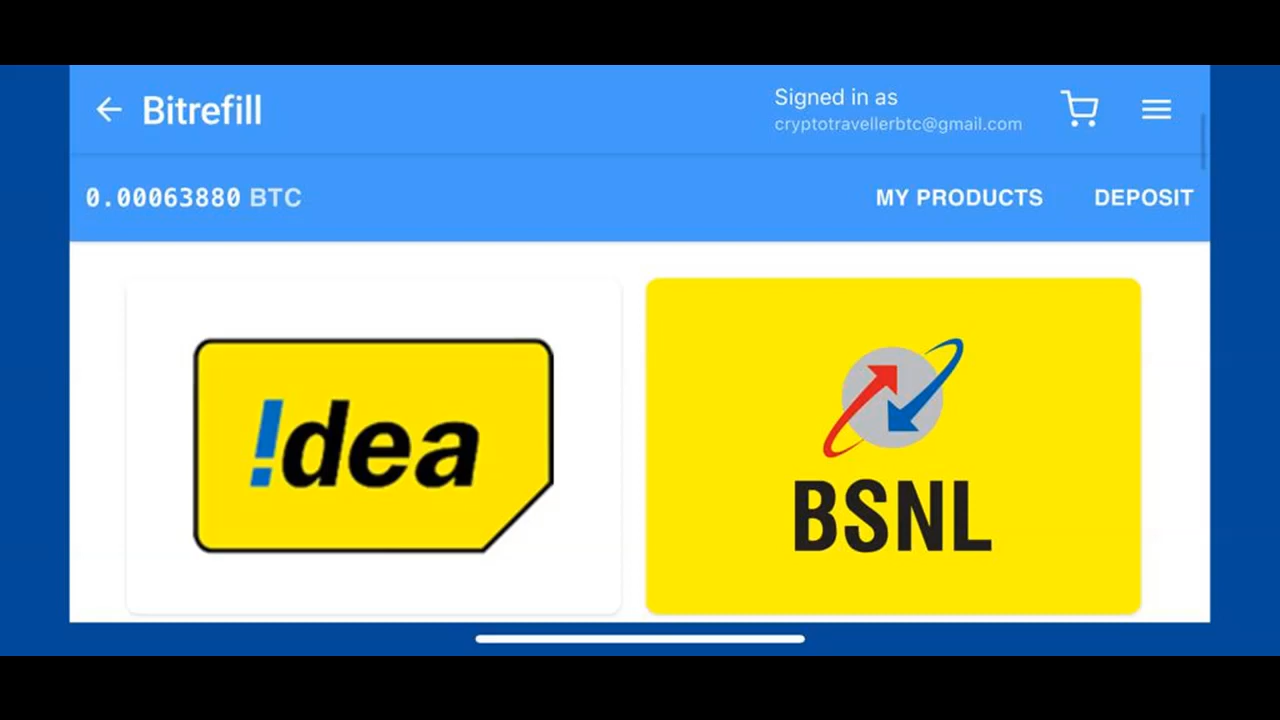 Bitrefill
Signed in as
cryptotravellerbtc@gmail.com
0.00063880 BTC
MY PRODUCTS
DEPOSIT
!dea
BSNL